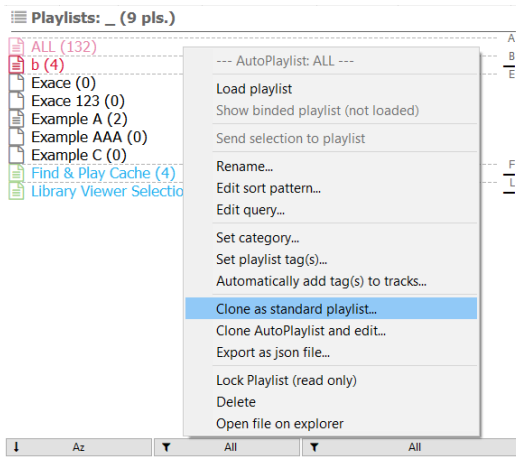 Playlists: _ (9 pls.)
ALL (132)
b (4)
Exace (0)
Exace 123 (0)
Example A (2)
Example AAA (0)
Example C (0)
Find & Play Cache (4)
Library Viewer Selectio
A
B
E
F
L
--- AutoPlaylist: ALL ---
Load playlist
Show binded playlist (not loaded)
Send selection to playlist
Rename...
Edit sort pattern...
Edit query...
Set category...
Set playlist tag(s)...
Automatically add tag(s) to tracks...
Clone as standard playlist...
Clone AutoPlaylist and edit...
Export as json file...
Lock Playlist (read only)
Delete
Open file on explorer
Az
All
All